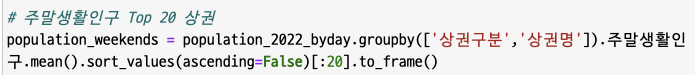 # 주말생활인구 Top 20 상권
population_weekends = population_2022_byday.groupby(['상권구분','상권명']).주말생활인
구.mean().sort_values(ascending=False)[:20].to_frame()